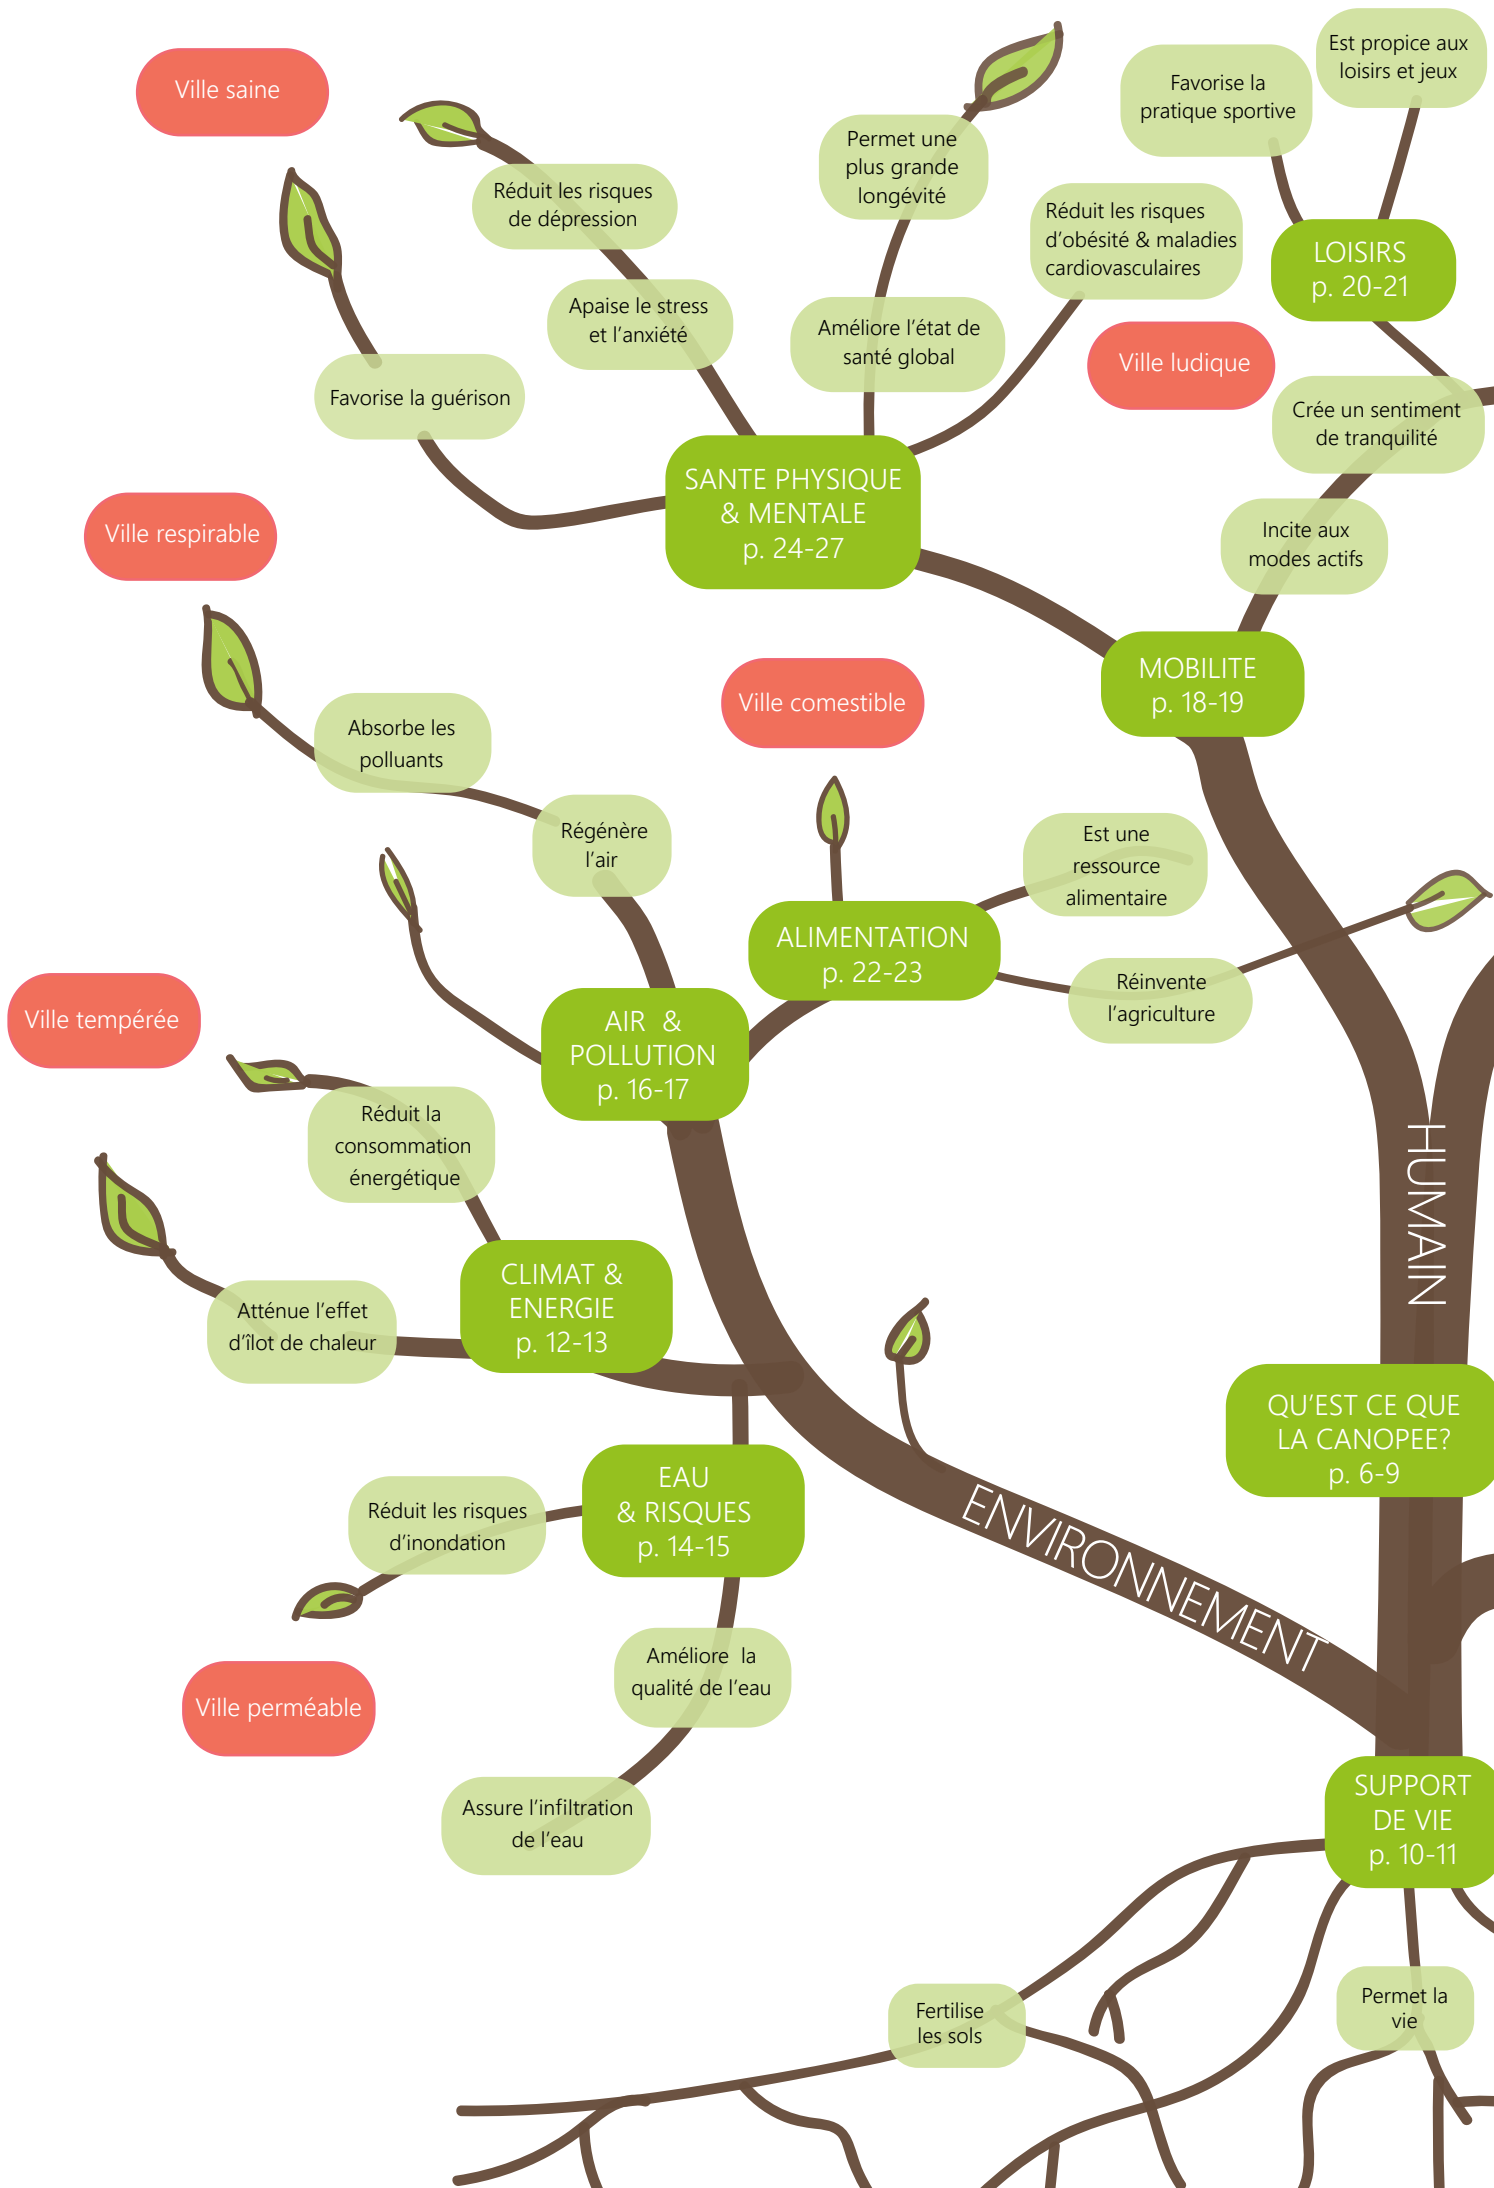 Est propice aux
loisirs et jeux
Favorise la
pratique sportive
Ville saine
Permet une
plus grande
longévité
Réduit les risques
de dépression
Réduit les risques
d'obésité & maladies
cardiovasculaires
LOISIRS
p. 20-21
Apaise le stress
et l'anxiété
Améliore l'état de
santé global
Ville ludique
Favorise la guérison
Crée un sentiment
de tranquilité
SANTE PHYSIQUE
& MENTALE
p. 24-27
Ville respirable
Incite aux
modes actifs
MOBILITE
p. 18-19
Ville comestible
Absorbe les
polluants
Régénère
l'air
Est une
ressource
alimentaire
ALIMENTATION
p. 22-23
Réinvente
l'agriculture
Ville tempérée
AIR &
POLLUTION
p. 16-17
Réduit la
consommation
énergétique
HUMAIN
CLIMAT &
ENERGIE
p. 12-13
Atténue l'effet
d'îlot de chaleur
QU'EST CE QUE
LA CANOPEE?
p. 6-9
EAU
& RISQUES
p. 14-15
Réduit les risques
d'inondation
ENVIRONNEMENT
Améliore la
qualité de l'eau
Ville perméable
Assure l'infiltration
de l'eau
SUPPORT
DE VIE
p. 10-11
Fertilise
les sols
Permet la
vie